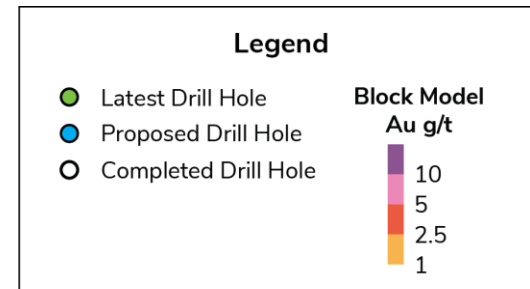 Legend
Latest Drill Hole
Proposed Drill Hole
Completed Drill Hole
Block Model
Au g/t
10
5
2.5
1